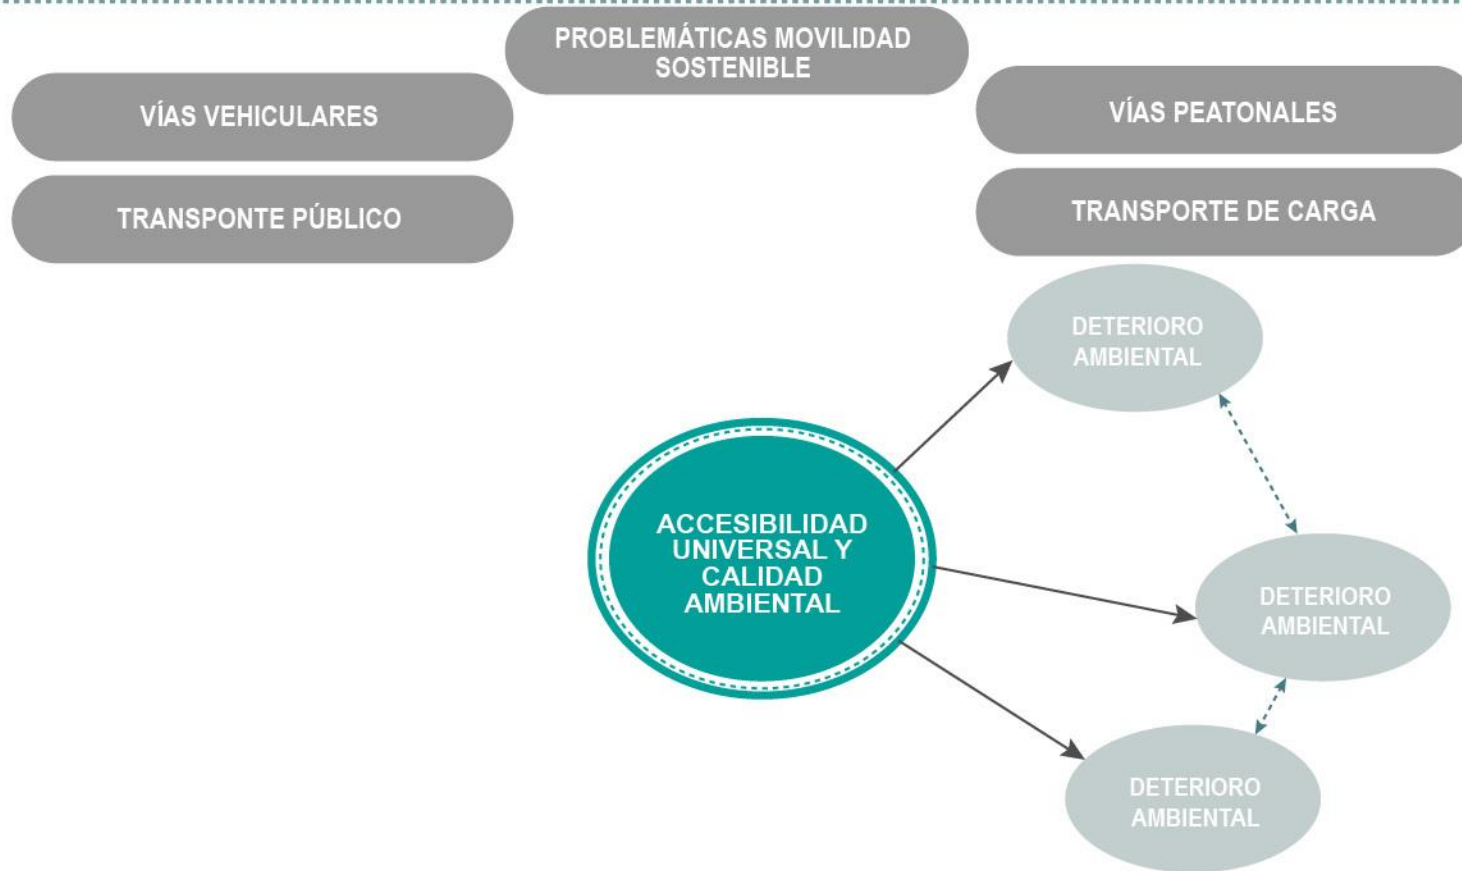 PROBLEMÁTICAS MOVILIDAD
SOSTENIBLE
VÍAS VEHICULARES
VÍAS PEATONALES
TRANSPONTE PÚBLICO
TRANSPORTE DE CARGA
DETERIORO
AMBIENTAL
ACCESIBILIDAD
UNIVERSAL Y
CALIDAD
AMBIENTAL
DETERIORO
AMBIENTAL
DETERIORO
AMBIENTAL